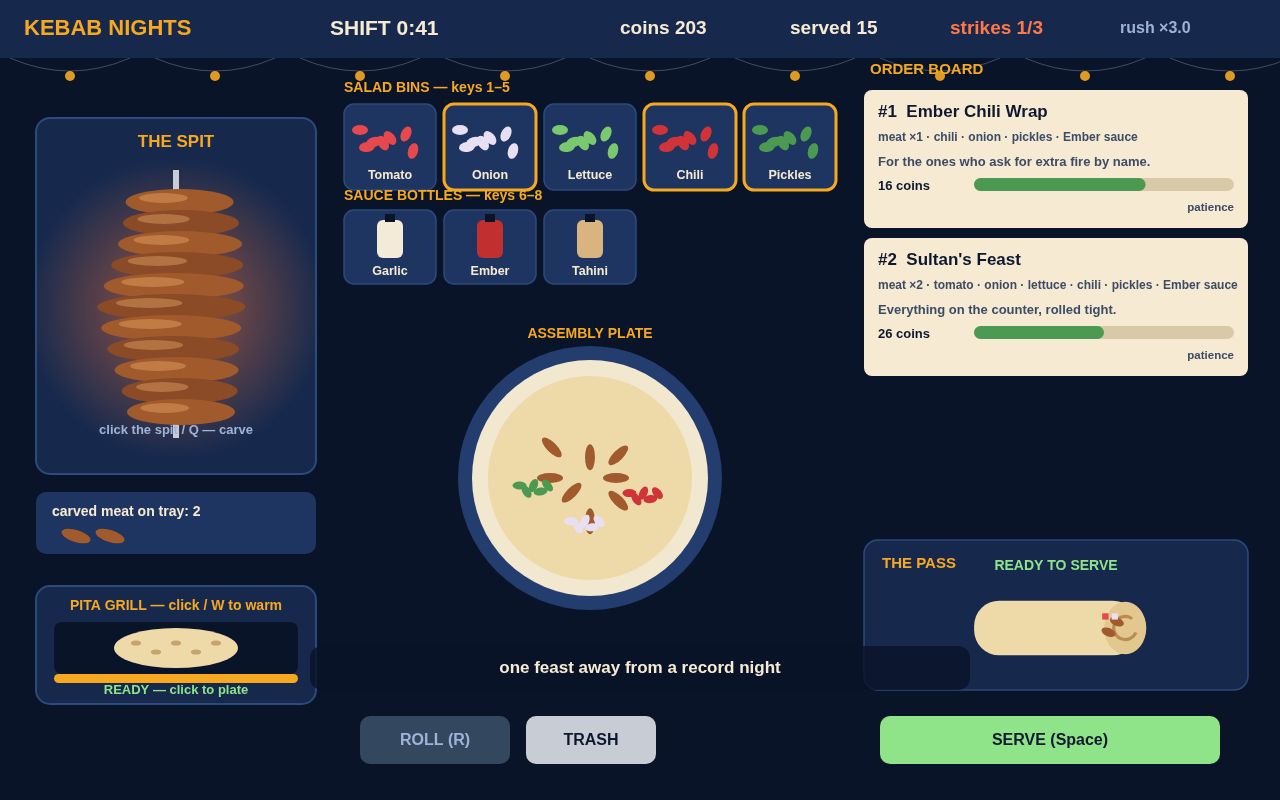 KEBAB NIGHTS
SHIFT 0:41
coins 203
served 15
strikes 1/3
rush ×3.0
THE SPIT
click the spit / Q — carve
carved meat on tray: 2
PITA GRILL — click / W to warm
READY — click to plate
SALAD BINS — keys 1–5
Tomato
Onion
Lettuce
Chili
Pickles
SAUCE BOTTLES — keys 6–8
Garlic
Ember
Tahini
ASSEMBLY PLATE
one feast away from a record night
ROLL (R)
TRASH
ORDER BOARD
#1 Ember Chili Wrap
meat ×1 · chili · onion · pickles · Ember sauce
For the ones who ask for extra fire by name.
16 coins
patience
#2 Sultan's Feast
meat ×2 · tomato · onion · lettuce · chili · pickles · Ember sauce
Everything on the counter, rolled tight.
26 coins
patience
THE PASS
READY TO SERVE
SERVE (Space)